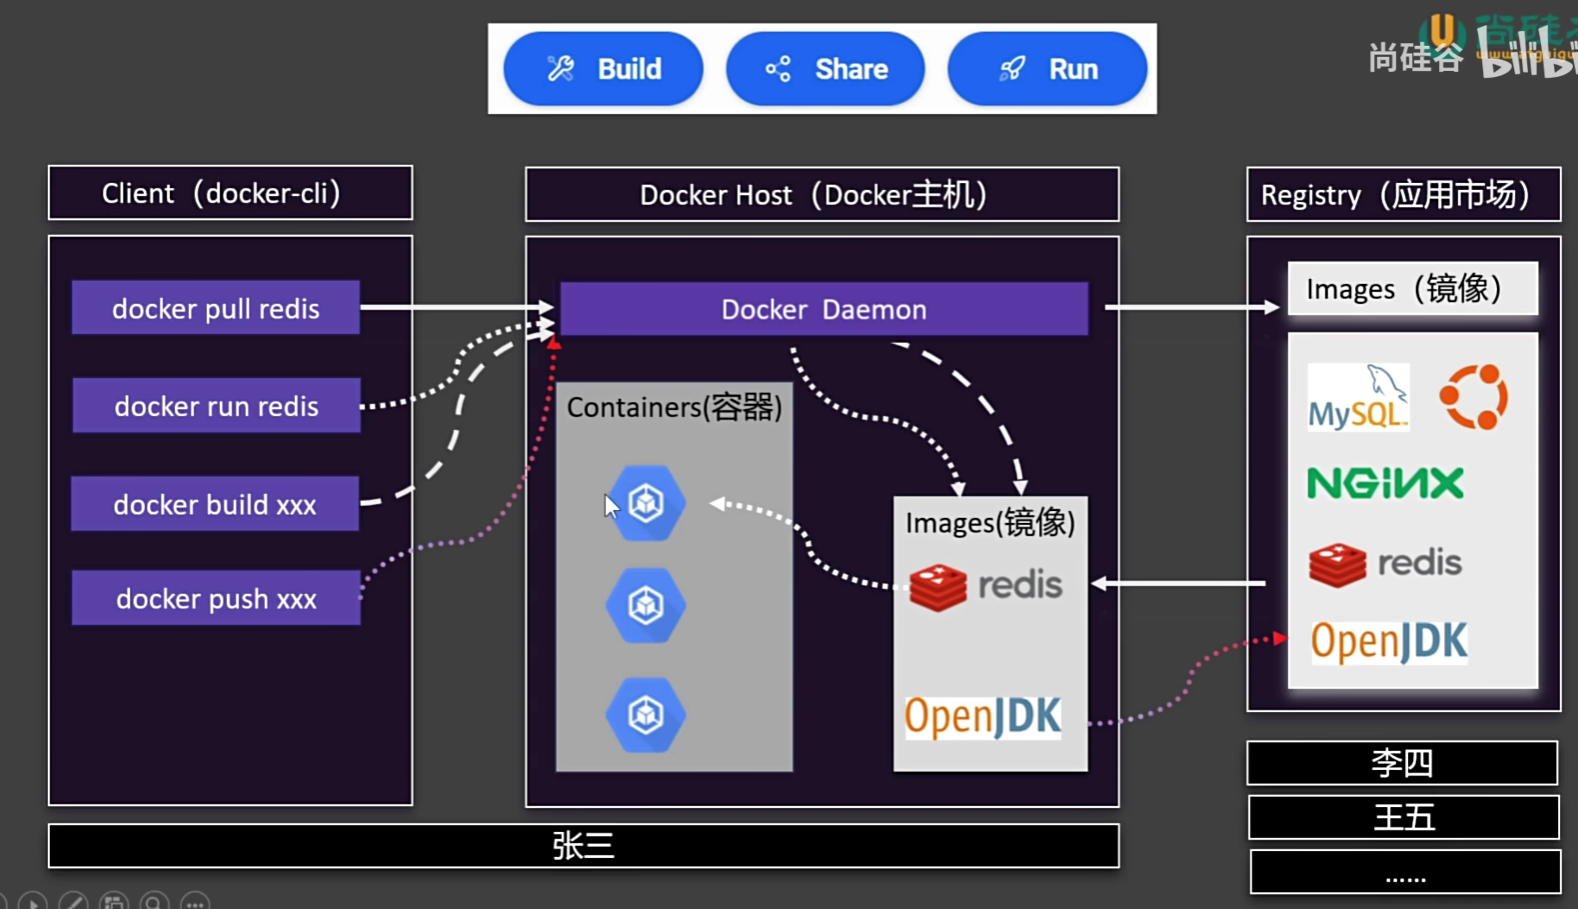 Build
Share
Run
尚硅谷
bilibi
Client（docker-cli）
Docker Host（Docker主机）
Registry（应用市场）
docker pull redis
docker run redis
docker build xxx
docker push xxx
Docker Daemon
Containers(容器)
Images(镜像)
redis
OpenJDK
Images（镜像）
MySQL
NGINX
redis
OpenJDK
张三
李四
王五
......